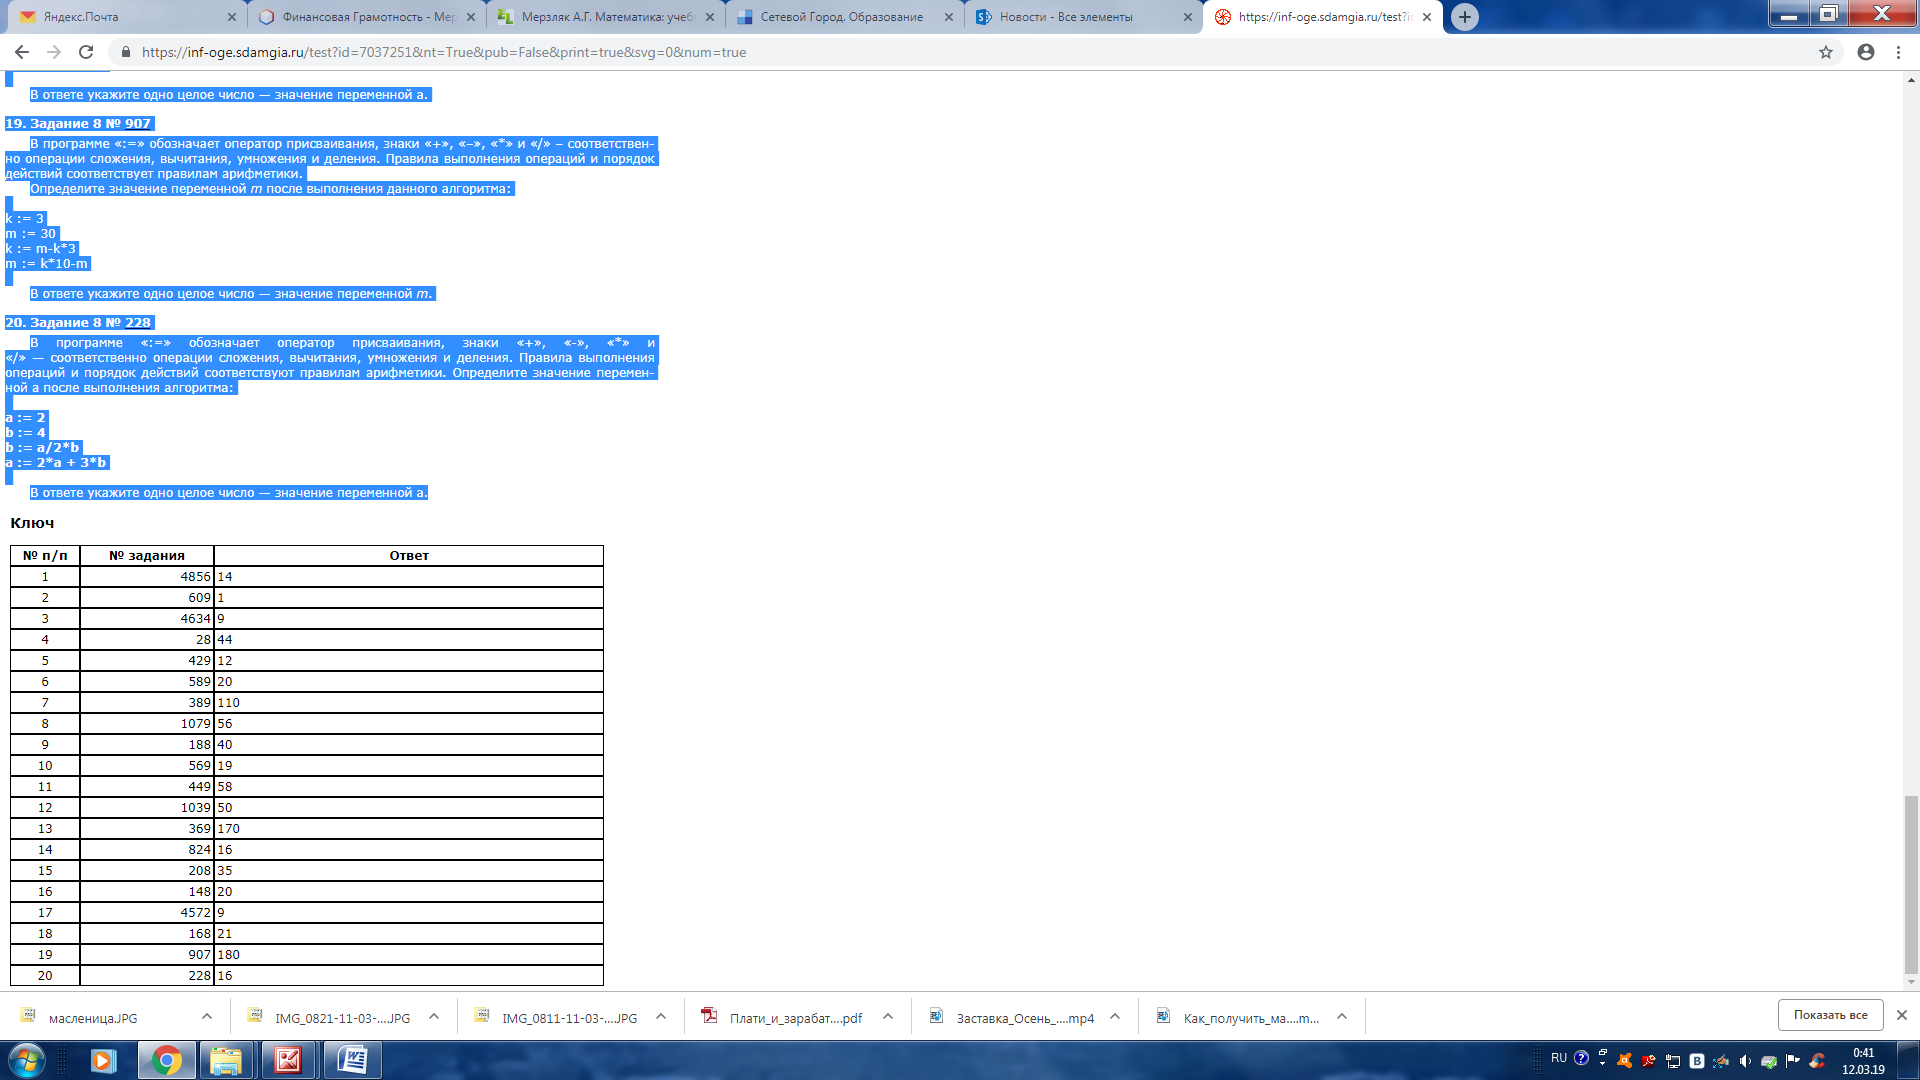 Яндекс.Почта
Финансовая Грамотность - Мер
Мерзляк А.Г. Математика: учеб
Сетевой Город. Образование
Новости - Все элементы
https://inf-oge.sdamgia.ru/test?id
https://inf-oge.sdamgia.ru/test?id=7037251&nt=True&pub=False&print=true&svg=0&num=true
В ответе укажите одно целое число — значение переменной a.
19. Задание 8 № 907
В программе «:=» обозначает оператор присваивания, знаки «+», «–», «*» и «/» – соответствен-
но операции сложения, вычитания, умножения и деления. Правила выполнения операций и порядок
действий соответствует правилам арифметики.
Определите значение переменной m после выполнения данного алгоритма:
k := 3
m := 30
k := m-k*3
m := k*10-m
В ответе укажите одно целое число — значение переменной m.
20. Задание 8 № 228
В программе «:=» обозначает оператор присваивания, знаки «+», «-», «*» и
«/» — соответственно операции сложения, вычитания, умножения и деления. Правила выполнения
операций и порядок действий соответствуют правилам арифметики. Определите значение перемен-
ной a после выполнения алгоритма:
a := 2
b := 4
b := a/2*b
a := 2*a + 3*b
В ответе укажите одно целое число — значение переменной a.
Ключ
№ п/п № задания Ответ
1 4856 14
2 609 1
3 4634 9
4 28 44
5 429 12
6 589 20
7 389 110
8 1079 56
9 188 40
10 569 19
11 449 58
12 1039 50
13 369 170
14 824 16
15 208 35
16 148 20
17 4572 9
18 168 21
19 907 180
20 228 16
масленица.JPG
IMG_0821-11-03-....JPG
IMG_0811-11-03-....JPG
Плати_и_зарабат....pdf
Заставка_Осень_....mp4
Как_получить_ма....m...
Показать все
RU
0:41
12.03.19